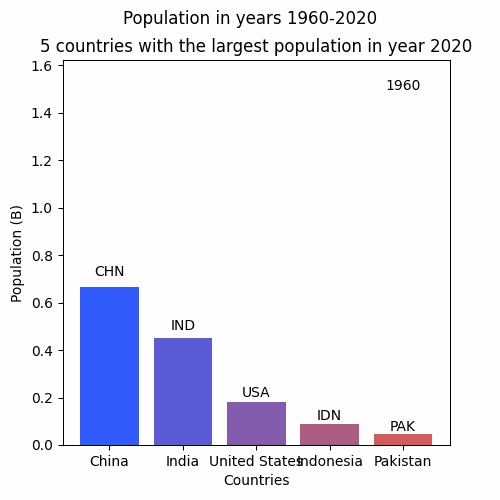 Population in years 1960-2020
5 countries with the largest population in year 2020
1960
1.6
1.4
1.2
1.0
0.8
0.6
0.4
0.2
0.0
Population (B)
CHN
IND
USA
IDN
PAK
China India United States Indonesia Pakistan
Countries